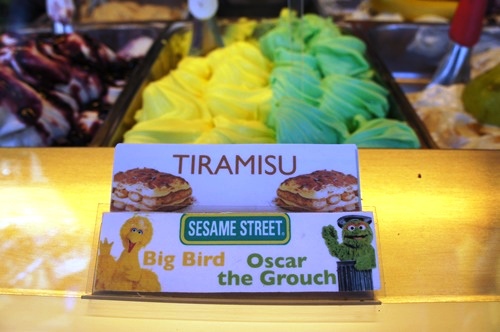 TIRAMISU
SESAME STREET
Big Bird Oscar
the Grouch